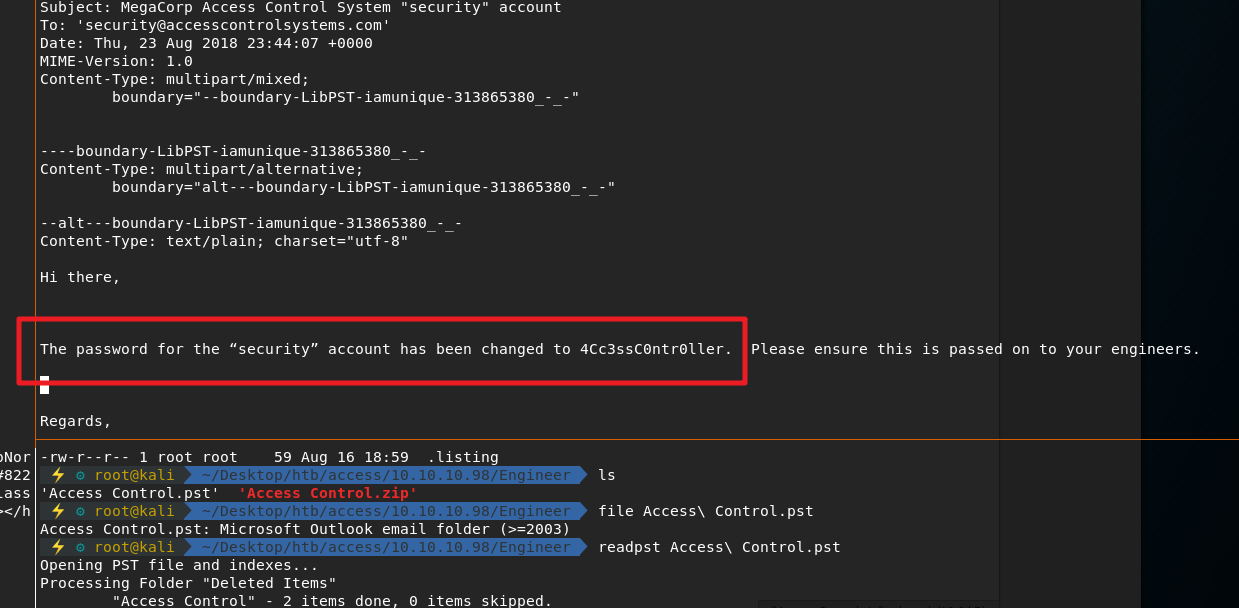 Subject: MegaCorp Access Control System "security" account
To: 'security@accesscontrolsystems.com'
Date: Thu, 23 Aug 2018 23:44:07 +0000
MIME-Version: 1.0
Content-Type: multipart/mixed;
        boundary="--boundary-LibPST-iamunique-313865380_-_-"
----boundary-LibPST-iamunique-313865380_-_-
Content-Type: multipart/alternative;
        boundary="alt---boundary-LibPST-iamunique-313865380_-_-"
--alt---boundary-LibPST-iamunique-313865380_-_-
Content-Type: text/plain; charset="utf-8"
Hi there,
The password for the “security” account has been changed to 4Cc3ssC0ntr0ller.  Please ensure this is passed on to your engineers.
Regards,
oNor -rw-r--r-- 1 root root    59 Aug 16 18:59  .listing
#822 ⚡ ⚙ root@kali ~/Desktop/htb/access/10.10.10.98/Engineer ls
lass 'Access Control.pst'  'Access Control.zip'
></h ⚡ ⚙ root@kali ~/Desktop/htb/access/10.10.10.98/Engineer file Access\ Control.pst
Access Control.pst: Microsoft Outlook email folder (>=2003)
⚡ ⚙ root@kali ~/Desktop/htb/access/10.10.10.98/Engineer readpst Access\ Control.pst
Opening PST file and indexes...
Processing Folder "Deleted Items"
        "Access Control" - 2 items done, 0 items skipped.